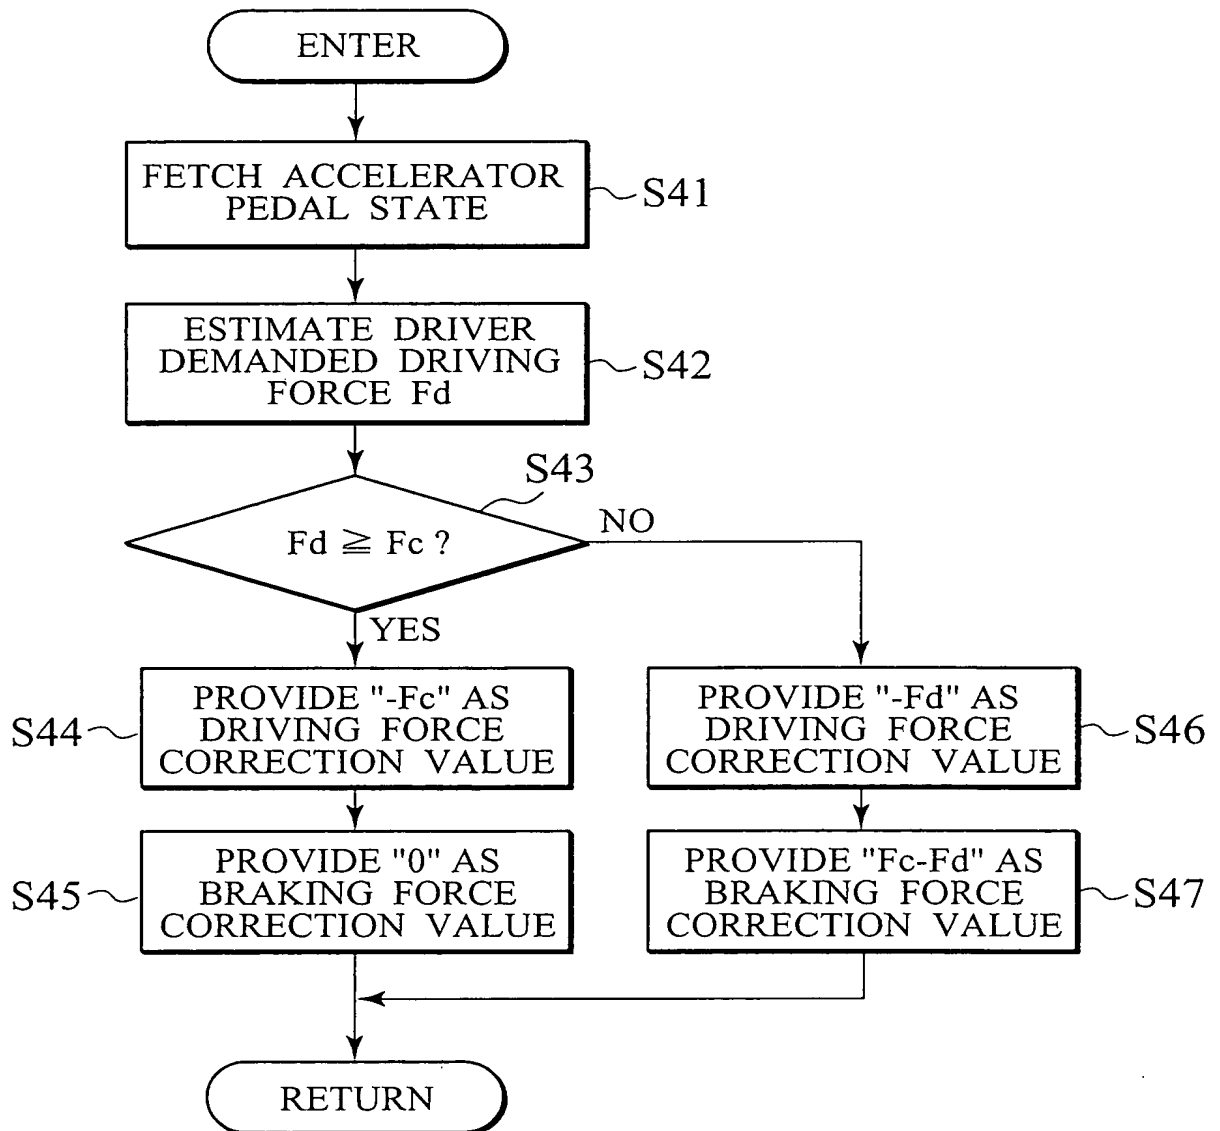 ENTER
FETCH ACCELERATOR
PEDAL STATE
S41
ESTIMATE DRIVER
DEMANDED DRIVING
FORCE Fd
S42
S43
Fd ≧ Fc ?
NO
YES
PROVIDE "-Fc" AS
DRIVING FORCE
CORRECTION VALUE
S44
PROVIDE "0" AS
BRAKING FORCE
CORRECTION VALUE
S45
PROVIDE "-Fd" AS
DRIVING FORCE
CORRECTION VALUE
S46
PROVIDE "Fc-Fd" AS
BRAKING FORCE
CORRECTION VALUE
S47
RETURN